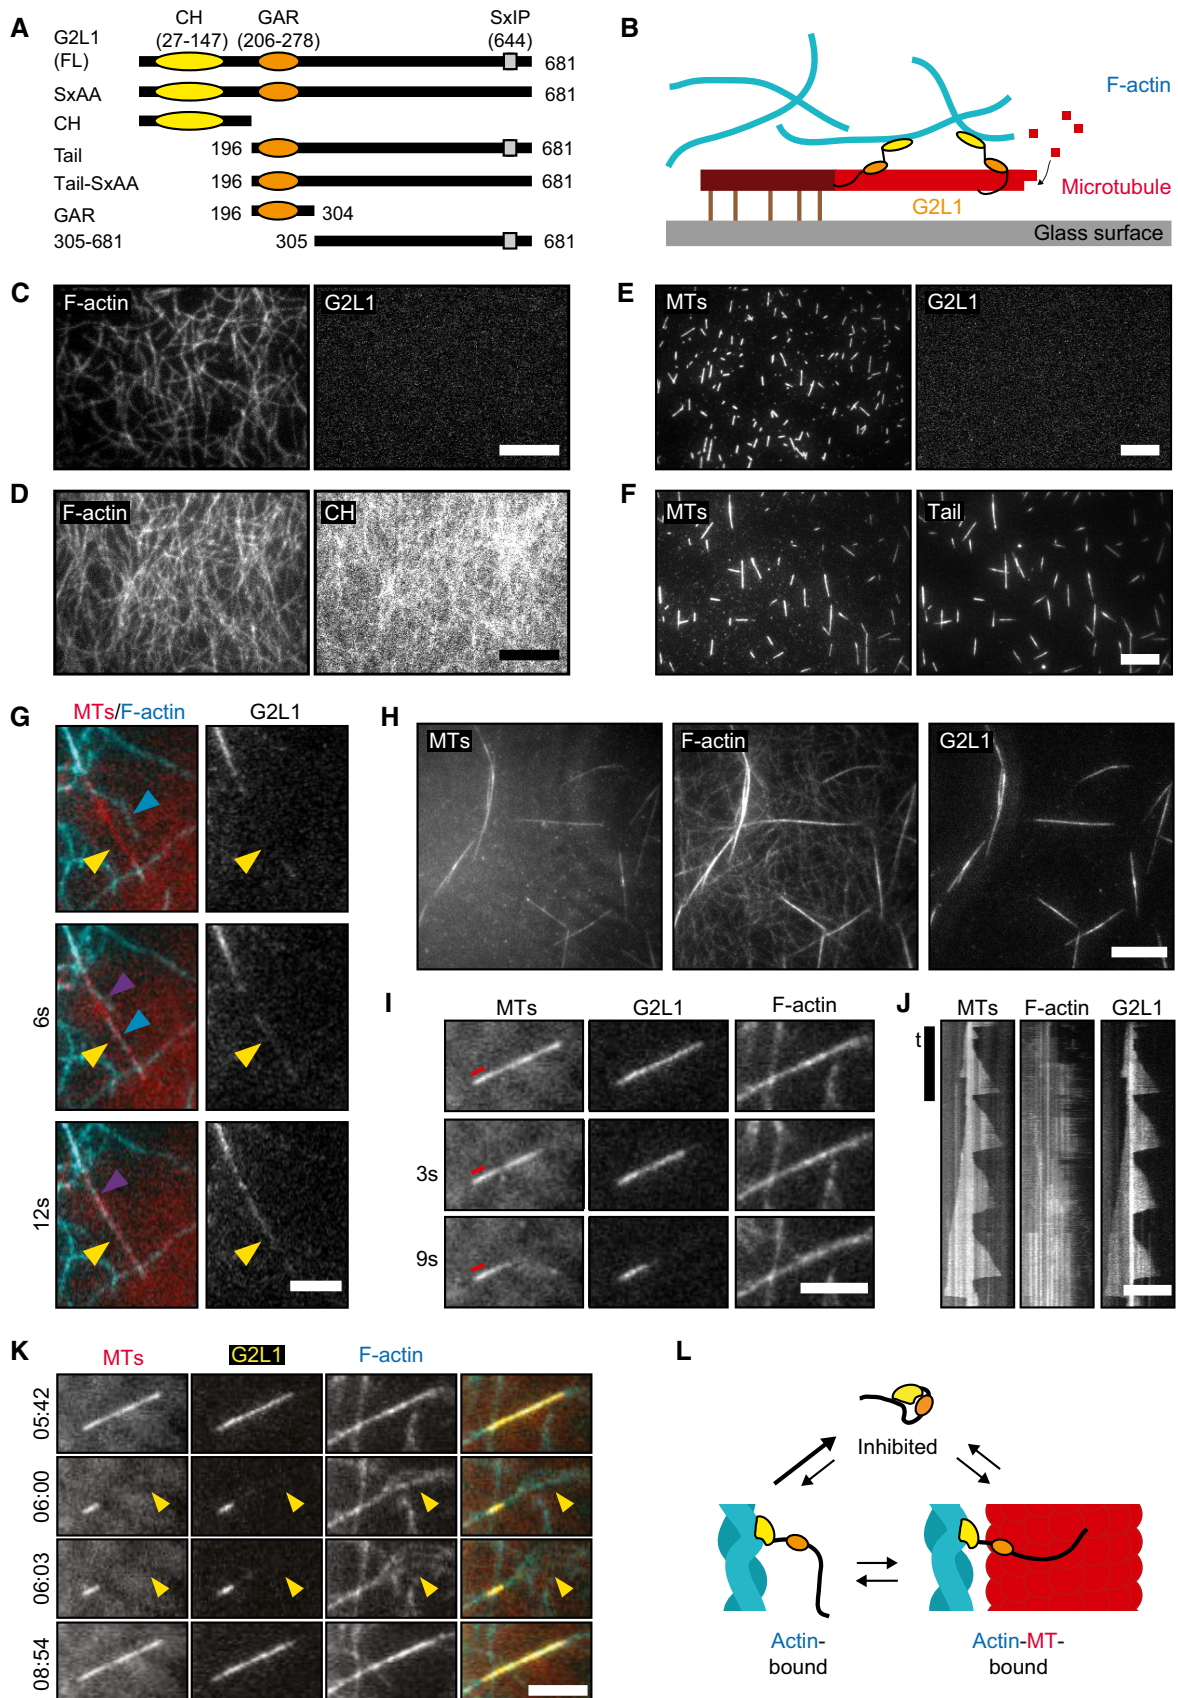 A
CH GAR SxIP
G2L1 (27-147) (206-278) (644)
(FL) 681
SxAA 681
CH
Tail 196 681
Tail-SxAA 196 681
GAR 196 304
305-681 305 681
B
F-actin
Microtubule
G2L1
Glass surface
C
F-actin G2L1
D
F-actin CH
E
MTs G2L1
F
MTs Tail
G
MTs/F-actin G2L1
6s
12s
H
MTs F-actin G2L1
I
MTs G2L1 F-actin
3s
9s
J
MTs F-actin G2L1
t
K
MTs G2L1 F-actin
05:42
06:00
06:03
08:54
L
Inhibited
Actin-
bound
Actin-MT-
bound